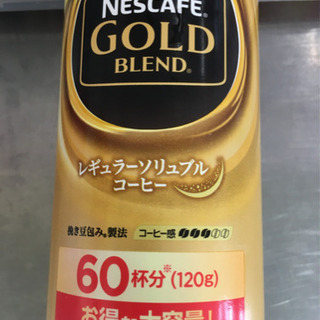 NESCAFÉ
GOLD
BLEND®
レギュラーソリュブル
コーヒー
挽き豆包み®製法 コーヒー感
60杯分※(120g)
お得な大容量!